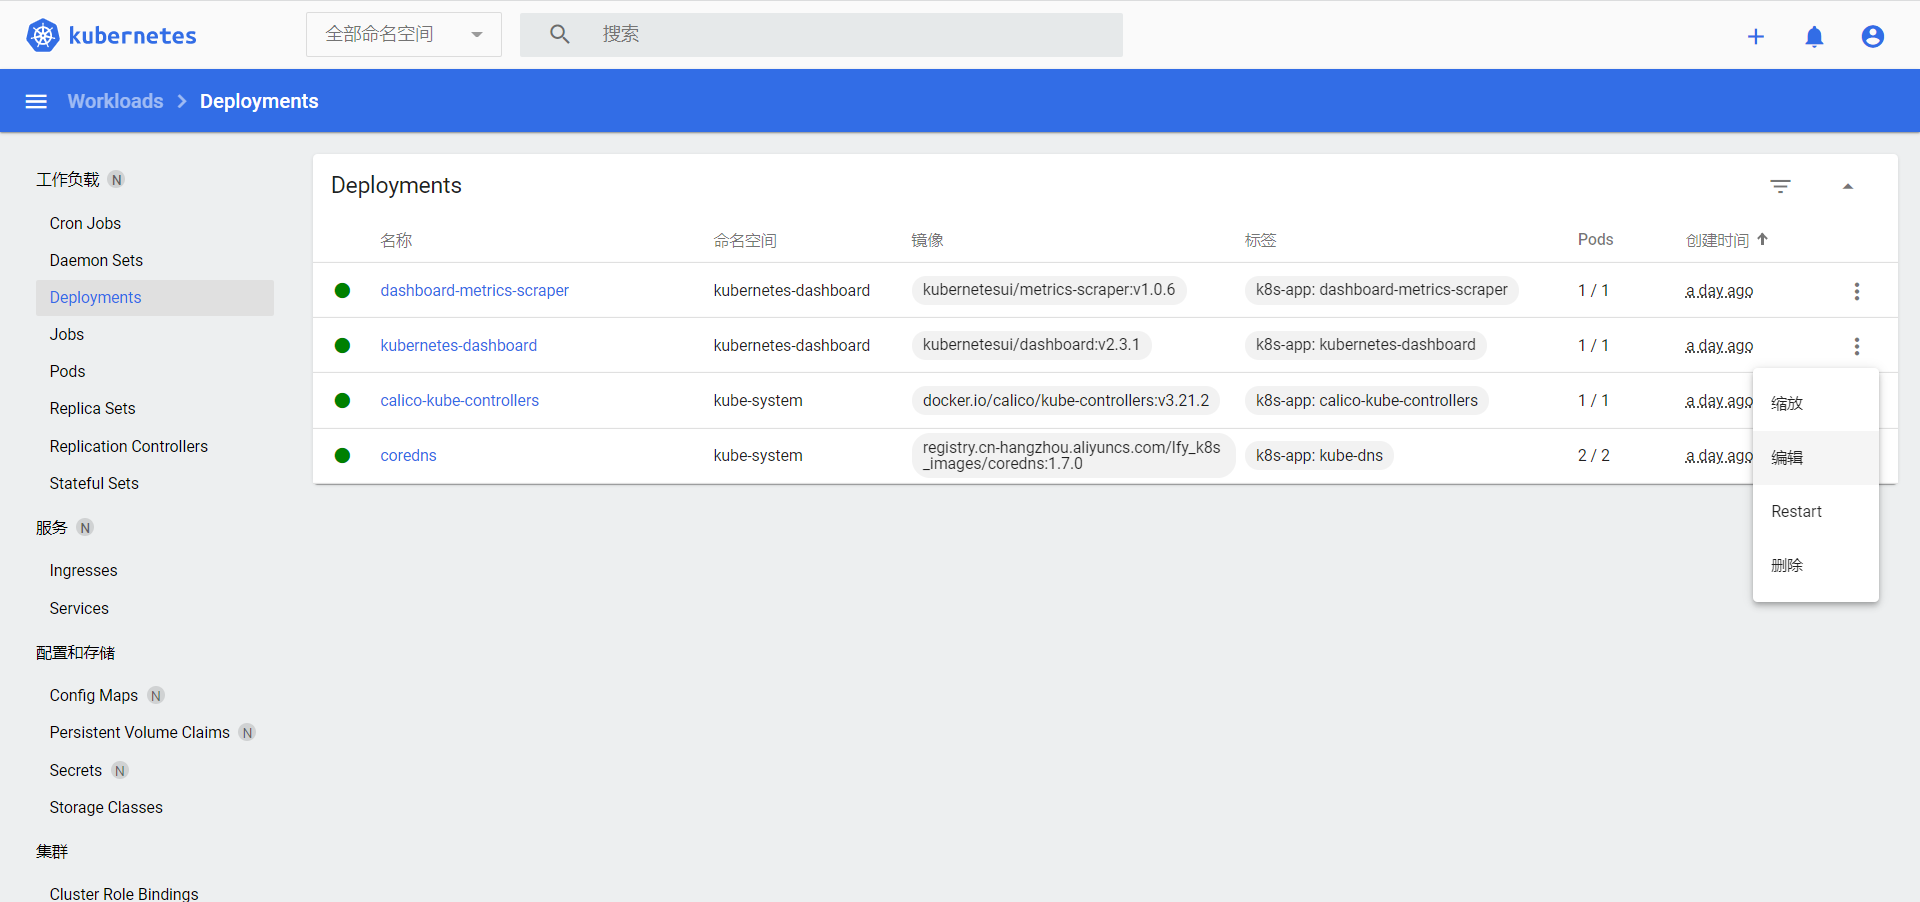 kubernetes
全部命名空间
搜索
Workloads
Deployments
工作负载 N
Cron Jobs
Daemon Sets
Deployments
Jobs
Pods
Replica Sets
Replication Controllers
Stateful Sets
服务 N
Ingresses
Services
配置和存储
Config Maps N
Persistent Volume Claims N
Secrets N
Storage Classes
集群
Cluster Role Bindings
Deployments
名称 命名空间 镜像 标签 Pods 创建时间
dashboard-metrics-scraper kubernetes-dashboard kubernetesui/metrics-scraper:v1.0.6 k8s-app: dashboard-metrics-scraper 1 / 1 a day ago
kubernetes-dashboard kubernetes-dashboard kubernetesui/dashboard:v2.3.1 k8s-app: kubernetes-dashboard 1 / 1 a day ago
calico-kube-controllers kube-system docker.io/calico/kube-controllers:v3.21.2 k8s-app: calico-kube-controllers 1 / 1 a day ago
coredns kube-system registry.cn-hangzhou.aliyuncs.com/lfy_k8s
_images/coredns:1.7.0 k8s-app: kube-dns 2 / 2 a day ago
缩放
编辑
Restart
删除